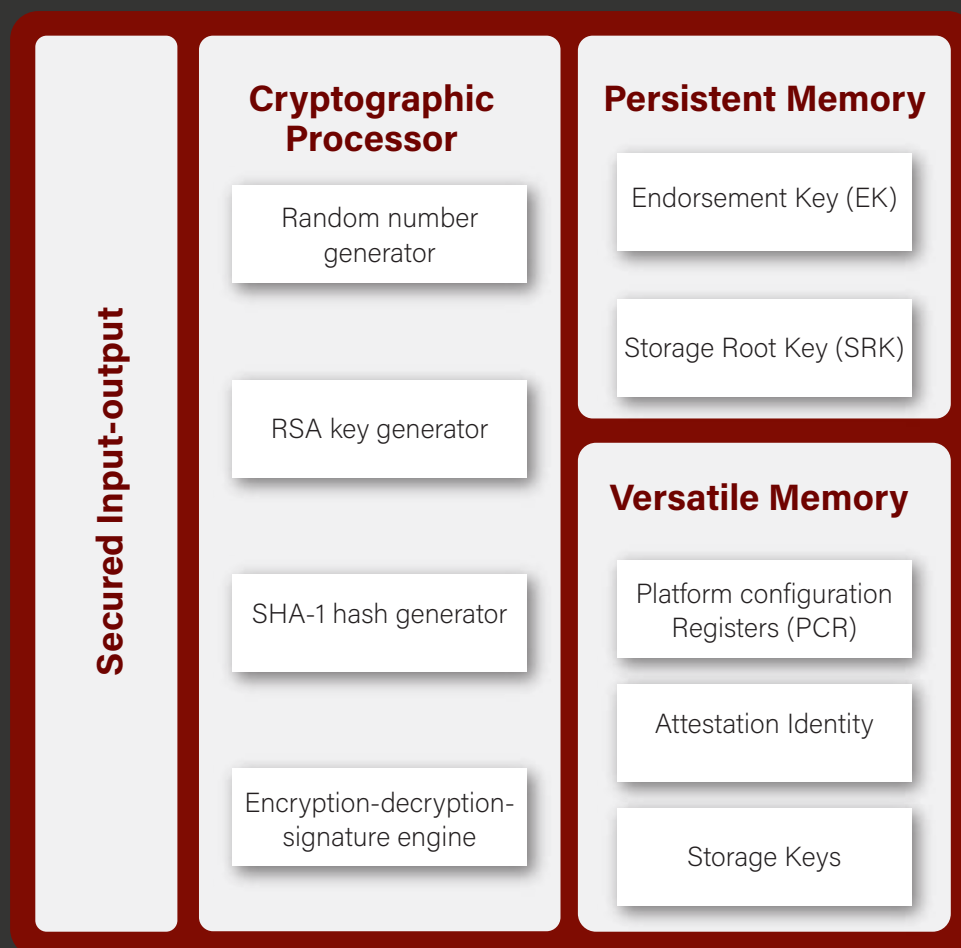 Secured Input-output
Cryptographic
Processor
Random number
generator
RSA key generator
SHA-1 hash generator
Encryption-decryption-
signature engine
Persistent Memory
Endorsement Key (EK)
Storage Root Key (SRK)
Versatile Memory
Platform configuration
Registers (PCR)
Attestation Identity
Storage Keys